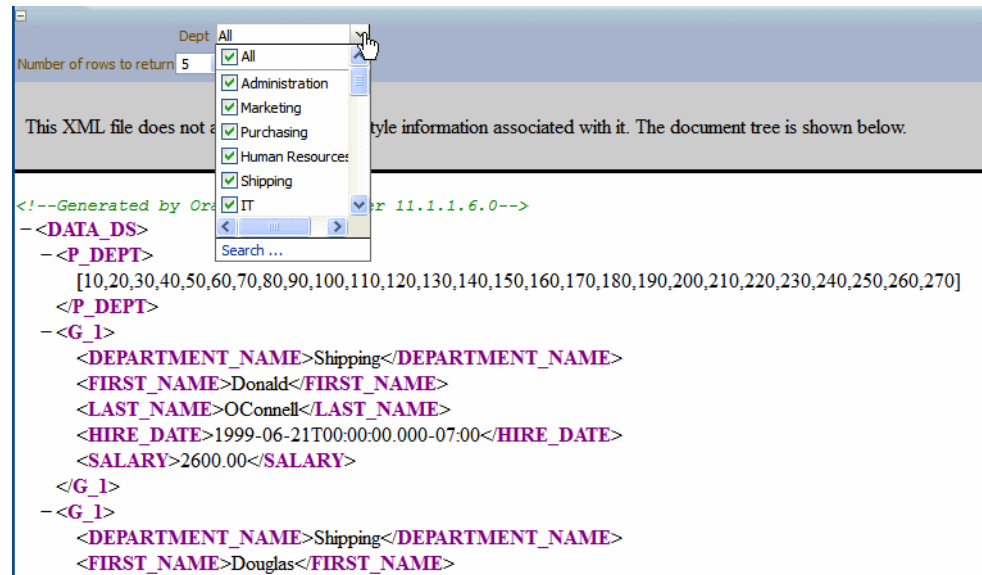 Dept All
All
Number of rows to return 5
Administration
Marketing
This XML file does not a
tyle information associated with it. The document tree is shown below.
Purchasing
Human Resources
Shipping
<!--Generated by Ora
er 11.1.1.6.0-->
IT
-<DATA_DS>
Search ...
-<P_DEPT>
[10,20,30,40,50,60,70,80,90,100,110,120,130,140,150,160,170,180,190,200,210,220,230,240,250,260,270]
</P_DEPT>
-<G_1>
<DEPARTMENT_NAME>Shipping</DEPARTMENT_NAME>
<FIRST_NAME>Donald</FIRST_NAME>
<LAST_NAME>OConnell</LAST_NAME>
<HIRE_DATE>1999-06-21T00:00:00.000-07:00</HIRE_DATE>
<SALARY>2600.00</SALARY>
</G_1>
-<G_1>
<DEPARTMENT_NAME>Shipping</DEPARTMENT_NAME>
<FIRST_NAME>Douglas</FIRST_NAME>